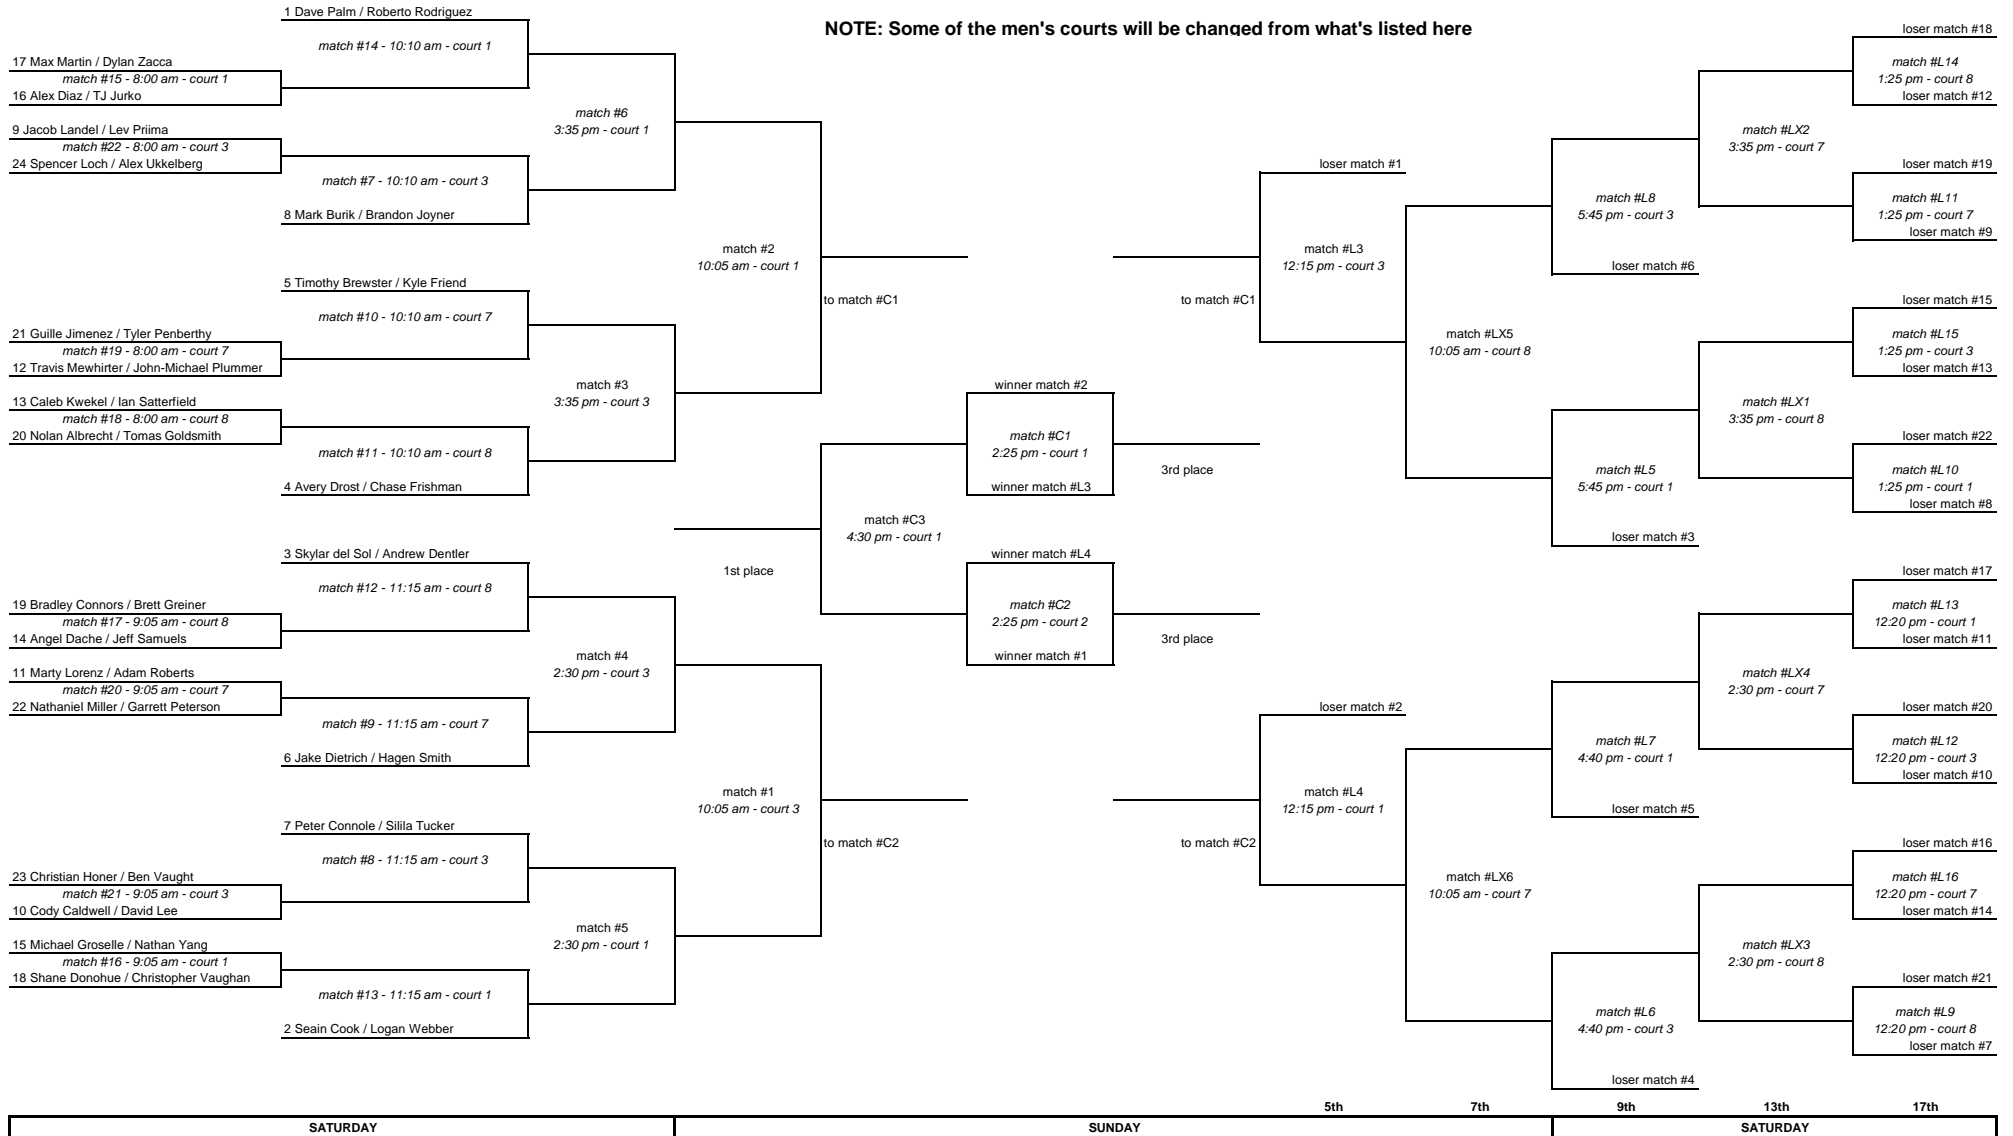 1 Dave Palm / Roberto Rodriguez
NOTE: Some of the men's courts will be changed from what's listed here
match #14 - 10:10 am - court 1
17 Max Martin / Dylan Zacca
match #15 - 8:00 am - court 1
16 Alex Diaz / TJ Jurko
match #6
3:35 pm - court 1
9 Jacob Landel / Lev Priima
match #22 - 8:00 am - court 3
24 Spencer Loch / Alex Ukkelberg
match #7 - 10:10 am - court 3
8 Mark Burik / Brandon Joyner
match #2
10:05 am - court 1
to match #C1
5 Timothy Brewster / Kyle Friend
match #10 - 10:10 am - court 7
21 Guille Jimenez / Tyler Penberthy
match #19 - 8:00 am - court 7
12 Travis Mewhirter / John-Michael Plummer
match #3
3:35 pm - court 3
13 Caleb Kwekel / Ian Satterfield
match #18 - 8:00 am - court 8
20 Nolan Albrecht / Tomas Goldsmith
match #11 - 10:10 am - court 8
4 Avery Drost / Chase Frishman
winner match #2
match #C1
2:25 pm - court 1
winner match #L3
3rd place
match #C3
4:30 pm - court 1
1st place
winner match #L4
match #C2
2:25 pm - court 2
winner match #1
3rd place
3 Skylar del Sol / Andrew Dentler
match #12 - 11:15 am - court 8
19 Bradley Connors / Brett Greiner
match #17 - 9:05 am - court 8
14 Angel Dache / Jeff Samuels
match #4
2:30 pm - court 3
11 Marty Lorenz / Adam Roberts
match #20 - 9:05 am - court 7
22 Nathaniel Miller / Garrett Peterson
match #9 - 11:15 am - court 7
6 Jake Dietrich / Hagen Smith
match #1
10:05 am - court 3
to match #C2
7 Peter Connole / Silila Tucker
match #8 - 11:15 am - court 3
23 Christian Honer / Ben Vaught
match #21 - 9:05 am - court 3
10 Cody Caldwell / David Lee
match #5
2:30 pm - court 1
15 Michael Groselle / Nathan Yang
match #16 - 9:05 am - court 1
18 Shane Donohue / Christopher Vaughan
match #13 - 11:15 am - court 1
2 Seain Cook / Logan Webber
loser match #1
match #L3
12:15 pm - court 3
to match #C1
match #LX5
10:05 am - court 8
match #L8
5:45 pm - court 3
loser match #6
match #LX2
3:35 pm - court 7
loser match #18
match #L14
1:25 pm - court 8
loser match #12
loser match #19
match #L11
1:25 pm - court 7
loser match #9
match #L5
5:45 pm - court 1
loser match #3
match #LX1
3:35 pm - court 8
loser match #15
match #L15
1:25 pm - court 3
loser match #13
loser match #22
match #L10
1:25 pm - court 1
loser match #8
loser match #2
match #L4
12:15 pm - court 1
to match #C2
match #LX6
10:05 am - court 7
match #L7
4:40 pm - court 1
loser match #5
match #LX4
2:30 pm - court 7
loser match #17
match #L13
12:20 pm - court 1
loser match #11
loser match #20
match #L12
12:20 pm - court 3
loser match #10
match #L6
4:40 pm - court 3
loser match #4
match #LX3
2:30 pm - court 8
loser match #16
match #L16
12:20 pm - court 7
loser match #14
loser match #21
match #L9
12:20 pm - court 8
loser match #7
5th 7th 9th 13th 17th
SATURDAY SUNDAY SATURDAY